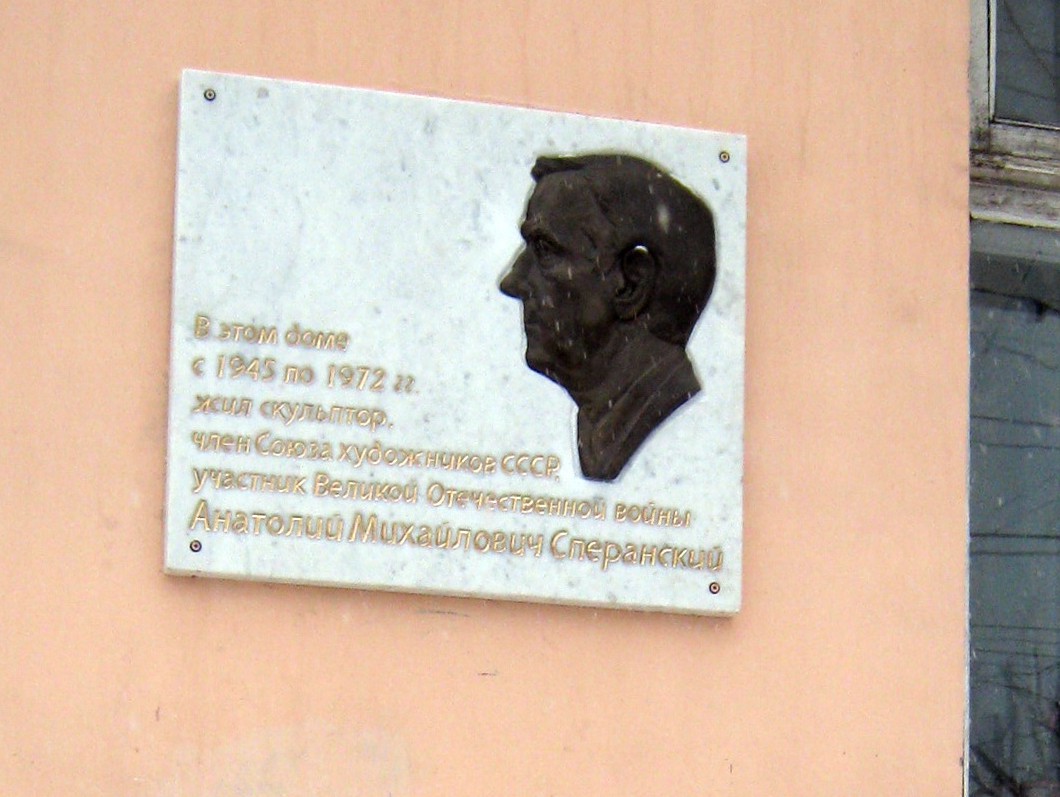 В этом доме
с 1945 по 1972 гг.
жил скульптор,
член Союза художников СССР,
участник Великой Отечественной войны
Анатолий Михайлович Сперанский